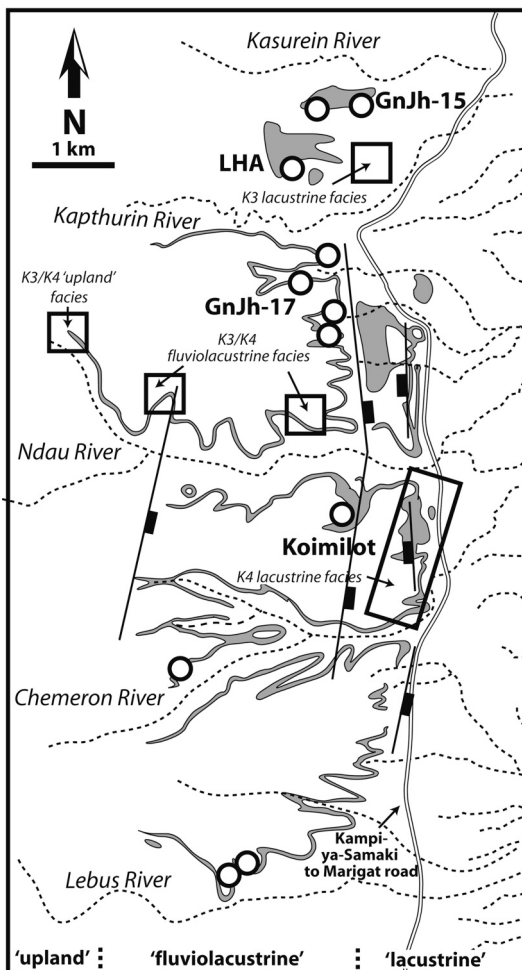 Kasurein River
N
1 km
GnJh-15
LHA
K3 lacustrine facies
Kapthurin River
K3/K4 ‘upland’
facies
GnJh-17
K3/K4
fluviolacustrine facies
Ndau River
Koimilot
K4 lacustrine facies
Chemeron River
Kampi-
ya-Samaki
to Marigat road
Lebus River
‘upland’
‘fluviolacustrine’
‘lacustrine’